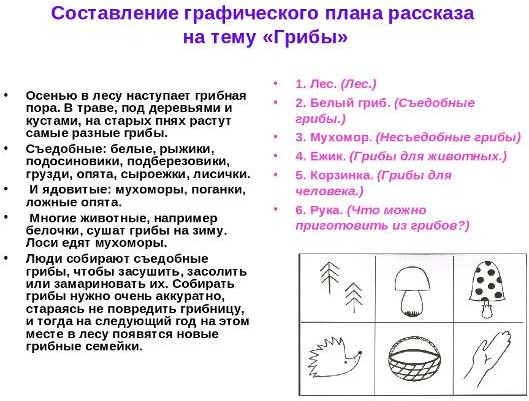 Составление графического плана рассказа
на тему «Грибы»
• Осенью в лесу наступает грибная
пора. В траве, под деревьями и
кустами, на старых пнях растут
самые разные грибы.
• Съедобные: белые, рыжики,
подосиновики, подберезовики,
грузди, опята, сыроежки, лисички.
• И ядовитые: мухоморы, поганки,
ложные опята.
• Многие животные, например
белочки, сушат грибы на зиму.
Лоси едят мухоморы.
• Люди собирают съедобные
грибы, чтобы засушить, засолить
или замариновать их. Собирать
грибы нужно очень аккуратно,
стараясь не повредить грибницу,
и тогда на следующий год на этом
месте в лесу появятся новые
грибные семейки.
• 1. Лес. (Лес.)
• 2. Белый гриб. (Съедобные
грибы.)
• 3. Мухомор. (Несъедобные грибы)
• 4. Ежик. (Грибы для животных.)
• 5. Корзинка. (Грибы для
человека.)
• 6. Рука. (Что можно
приготовить из грибов?)